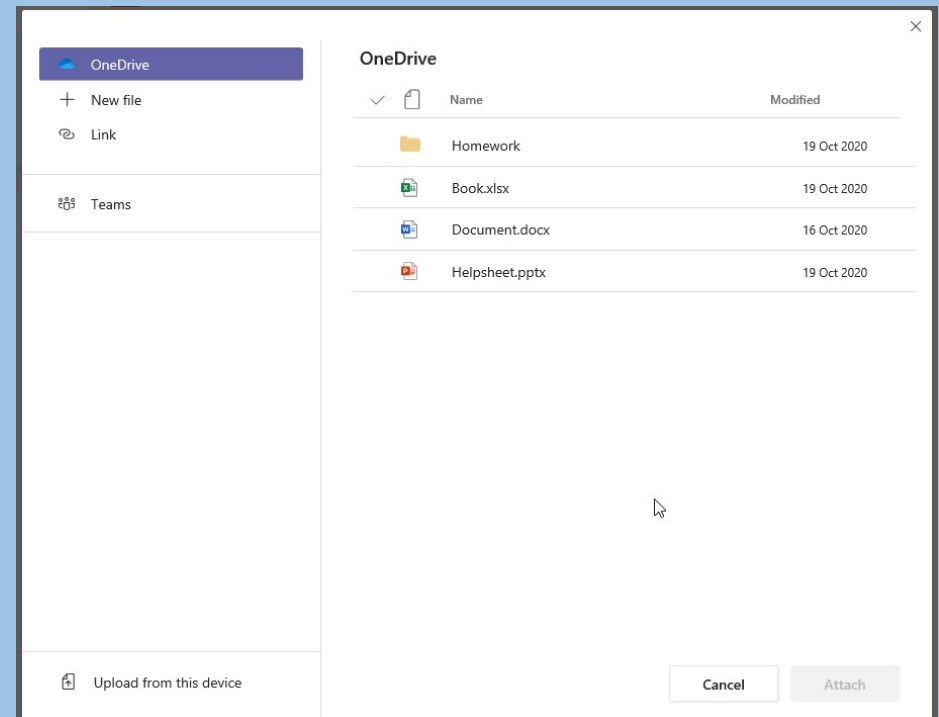 OneDrive
New file
Link
Teams
Upload from this device
OneDrive
Name Modified
Homework 19 Oct 2020
Book.xlsx 19 Oct 2020
Document.docx 16 Oct 2020
Helpsheet.pptx 19 Oct 2020
Cancel Attach